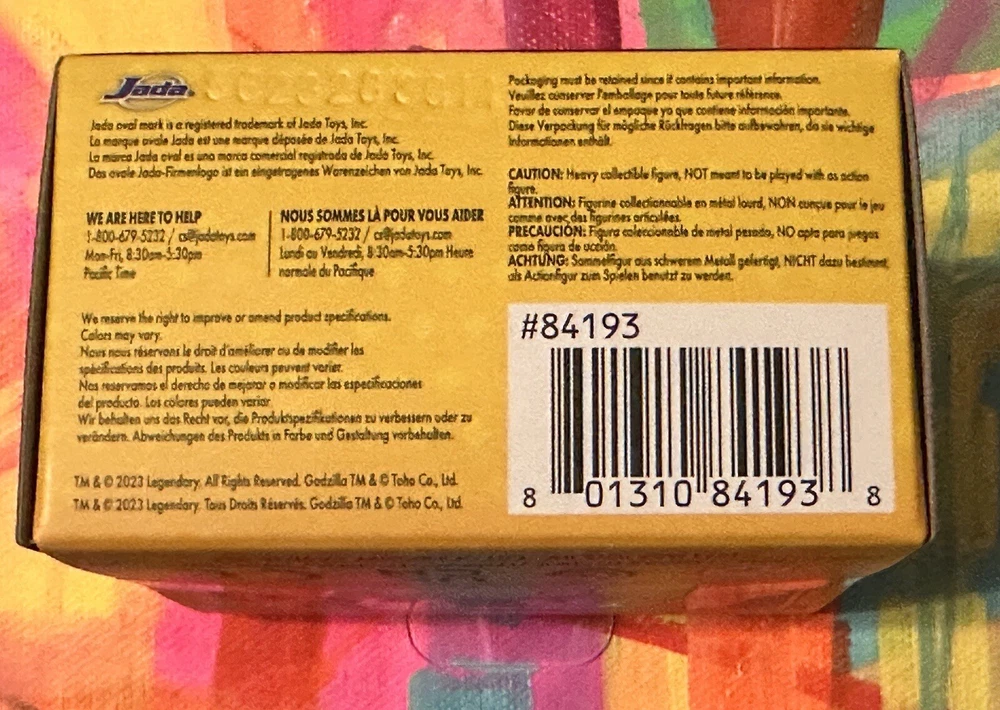 Jada
Jada oval mark is a registered trademark of Jada Toys, Inc.
La marque ovale Jada est une marque déposée de Jada Toys, Inc.
La marca Jada oval es una marca comercial registrada de Jada Toys, Inc.
Das ovale Jada-Firmenlogo ist ein eingetragenes Warenzeichen von Jada Toys, Inc.
WE ARE HERE TO HELP
1-800-679-5232 / cs@jadatoys.com
Mon-Fri, 8:30am-5:30pm
Pacific Time
NOUS SOMMES LÀ POUR VOUS AIDER
1-800-679-5232 / cs@jadatoys.com
Lundi au Vendredi, 8:30am-5:30pm Heure
normale du Pacifique
We reserve the right to improve or amend product specifications.
Colors may vary.
Nous nous réservons le droit d'améliorer ou de modifier les
spécifications des produits. Les couleurs peuvent varier.
Nos reservamos el derecho de mejorar o modificar las especificaciones
del producto. Los colores pueden variar
Wir behalten uns das Recht vor, die Produktspezifikationen zu verbessern oder zu
verändern. Abweichungen des Produkts in Farbe und Gestaltung vorbehalten.
TM & © 2023 Legendary. All Rights Reserved. Godzilla TM & © Toho Co., Ltd.
TM & © 2023 Legendary. Tous Droits Réservés. Godzilla TM & © Toho Co., Ltd.
Packaging must be retained since it contains important information.
Veuillez conserver l'emballage pour toute future référence.
Favor de conservar el empaque ya que contiene información importante.
Diese Verpackung für mögliche Rückfragen bitte aufbewahren, da sie wichtige
Informationen enthält.
CAUTION: Heavy collectible figure, NOT meant to be played with as action
figure.
ATTENTION: Figurine collectionnable en métal lourd, NON conçue pour le jeu
comme avec des figurines articulées.
PRECAUCIÓN: Figura coleccionable de metal pesado, NO apta para juegos
como figura de acción.
ACHTUNG: Sammelfigur aus schwerem Metall gefertigt, NICHT dazu bestimmt,
als Actionfigur zum Spielen benutzt zu werden.
#84193
8 01310 84193 8